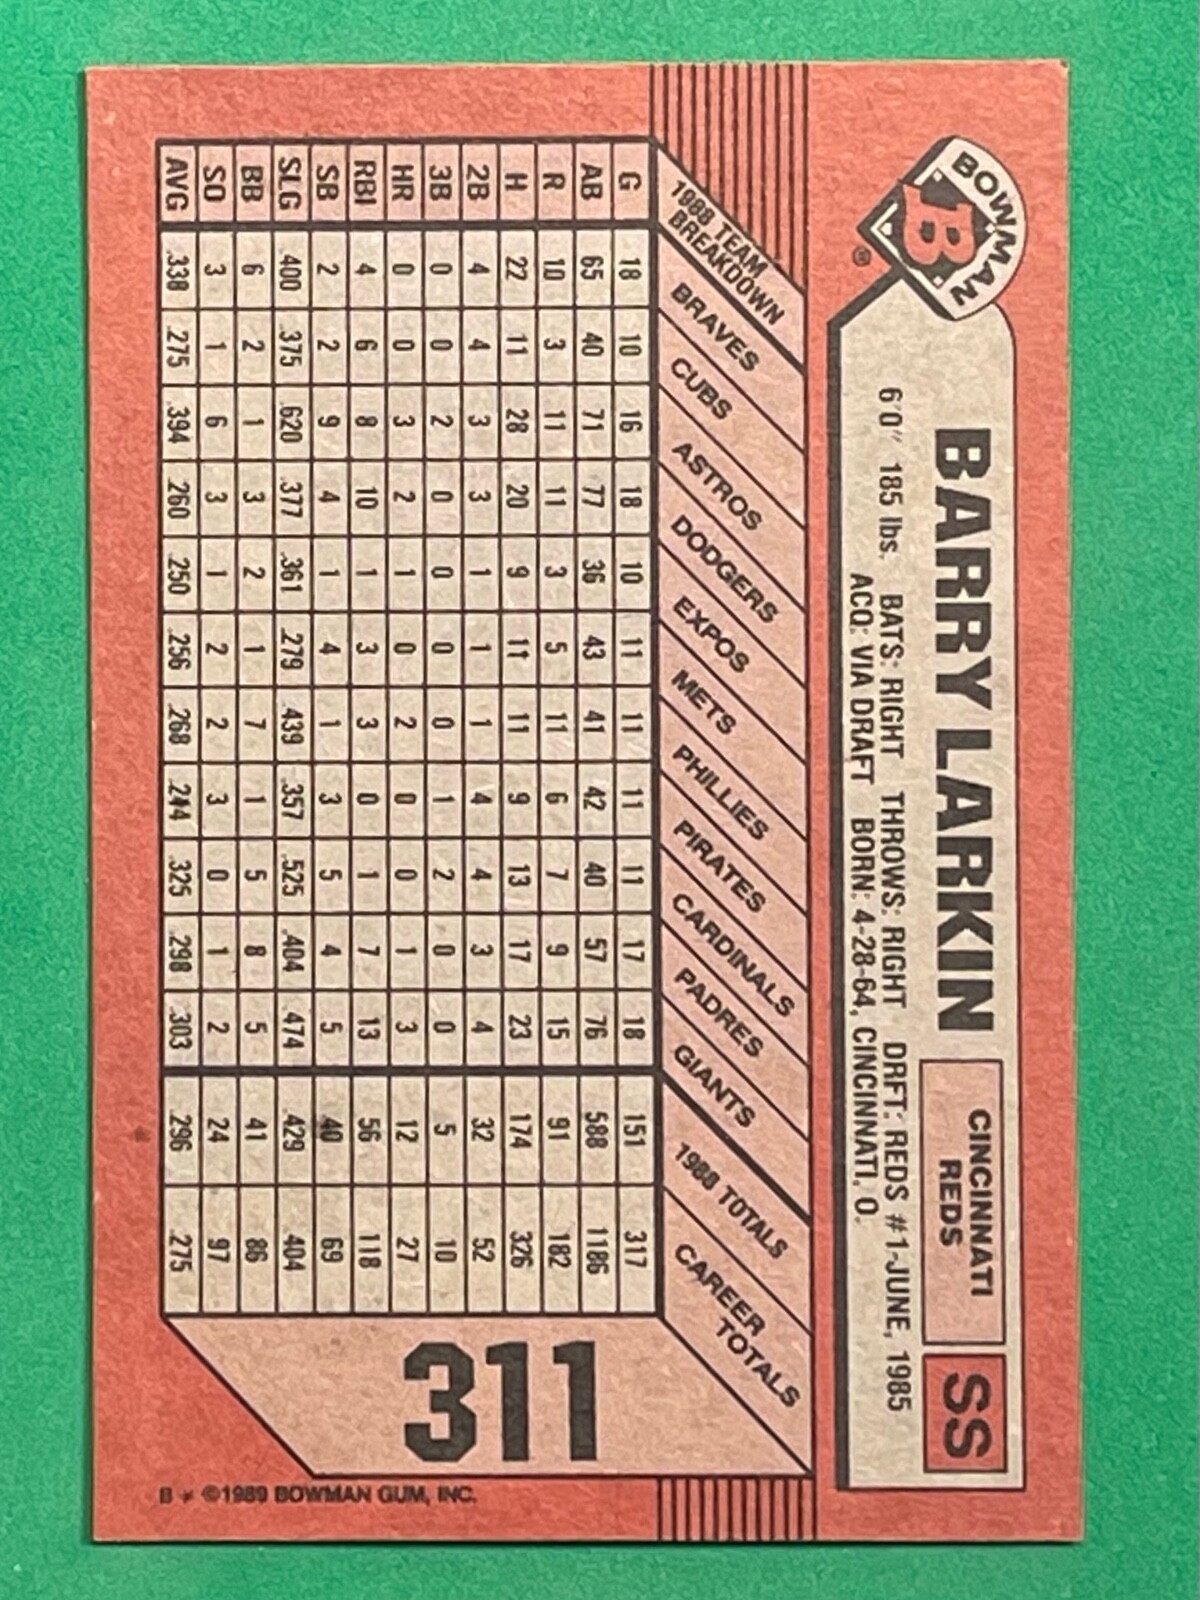 BOWMAN
B
®
BARRY LARKIN
CINCINNATI
REDS
SS
6'0" 185 lbs. BATS: RIGHT THROWS: RIGHT DRFT: REDS #1-JUNE, 1985
ACQ: VIA DRAFT BORN: 4-28-64, CINCINNATI, O.
1988 TEAM
BREAKDOWN
BRAVES
CUBS
ASTROS
DODGERS
EXPOS
METS
PHILLIES
PIRATES
CARDINALS
PADRES
GIANTS
1988 TOTALS
CAREER
TOTALS
G 18 10 16 18 10 11 11 11 11 17 18 151 317
AB 65 40 71 77 36 43 41 42 40 57 76 588 1186
R 10 3 11 11 3 5 11 6 7 9 15 91 182
H 22 11 28 20 9 11 11 9 13 17 23 174 326
2B 4 4 3 3 1 1 1 4 4 3 4 32 52
3B 0 0 2 0 0 0 0 1 2 0 0 5 10
HR 0 0 3 2 1 0 2 0 0 1 3 12 27
RBI 4 6 8 10 1 3 3 0 1 7 13 56 118
SB 2 2 9 4 1 4 1 3 5 4 5 40 69
SLG .400 .375 .620 .377 .361 .279 .439 .357 .525 .404 .474 .429 .404
BB 6 2 1 3 2 1 7 1 5 8 5 41 86
SO 3 1 6 3 1 2 2 3 0 1 2 24 97
AVG .338 .275 .394 .260 .250 .256 .268 .214 .325 .298 .303 .296 .275
311
B * ©1989 BOWMAN GUM, INC.